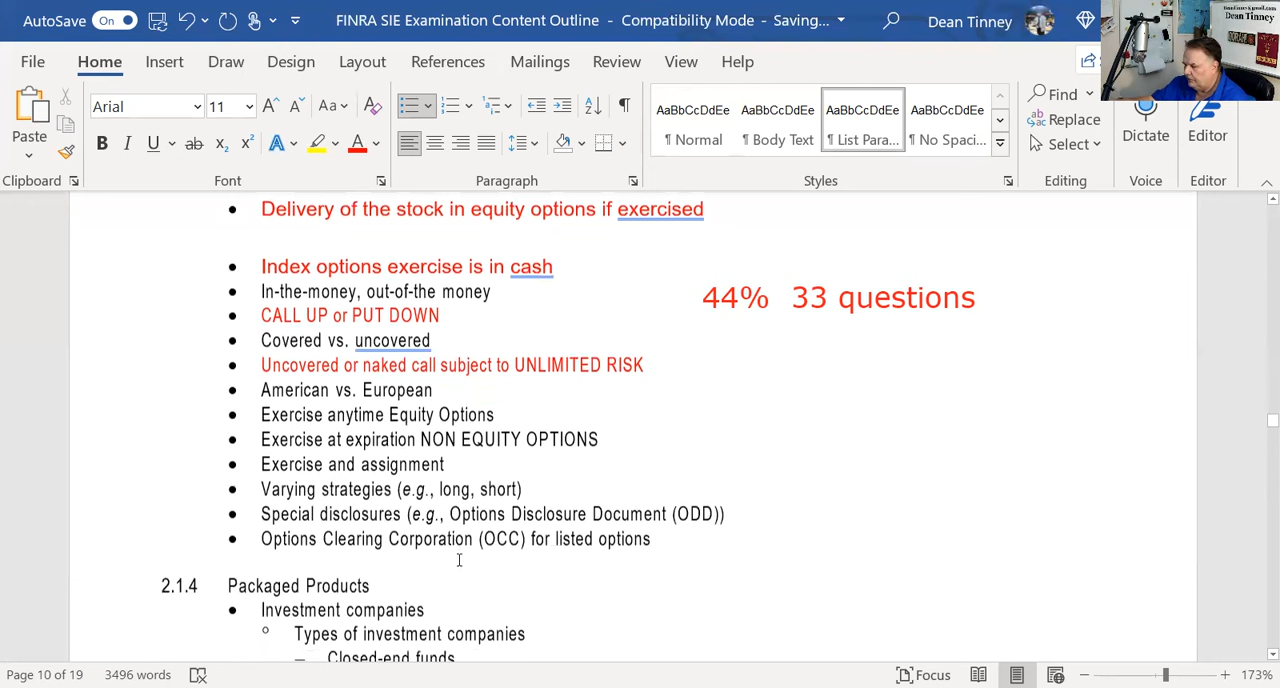 AutoSave On FINRA SIE Examination Content Outline - Compatibility Mode - Saving... Dean Tinney
File Home Insert Draw Design Layout References Mailings Review View Help
Dean Tinney
Paste
Arial 11 Aa
AaBbCcDdEe AaBbCcDdEe AaBbCcDdEe AaBbCcDdEe
¶ Normal ¶ Body Text ¶ List Para... ¶ No Spaci...
Find
Replace
Select
Dictate
Editor
Clipboard Font Paragraph Styles Editing Voice Editor
• Delivery of the stock in equity options if exercised
• Index options exercise is in cash
• In-the-money, out-of-the money
44% 33 questions
• CALL UP or PUT DOWN
• Covered vs. uncovered
• Uncovered or naked call subject to UNLIMITED RISK
• American vs. European
• Exercise anytime Equity Options
• Exercise at expiration NON EQUITY OPTIONS
• Exercise and assignment
• Varying strategies (e.g., long, short)
• Special disclosures (e.g., Options Disclosure Document (ODD))
• Options Clearing Corporation (OCC) for listed options
2.1.4 Packaged Products
• Investment companies
° Types of investment companies
– Closed-end funds
Page 10 of 19 3496 words Focus 173%